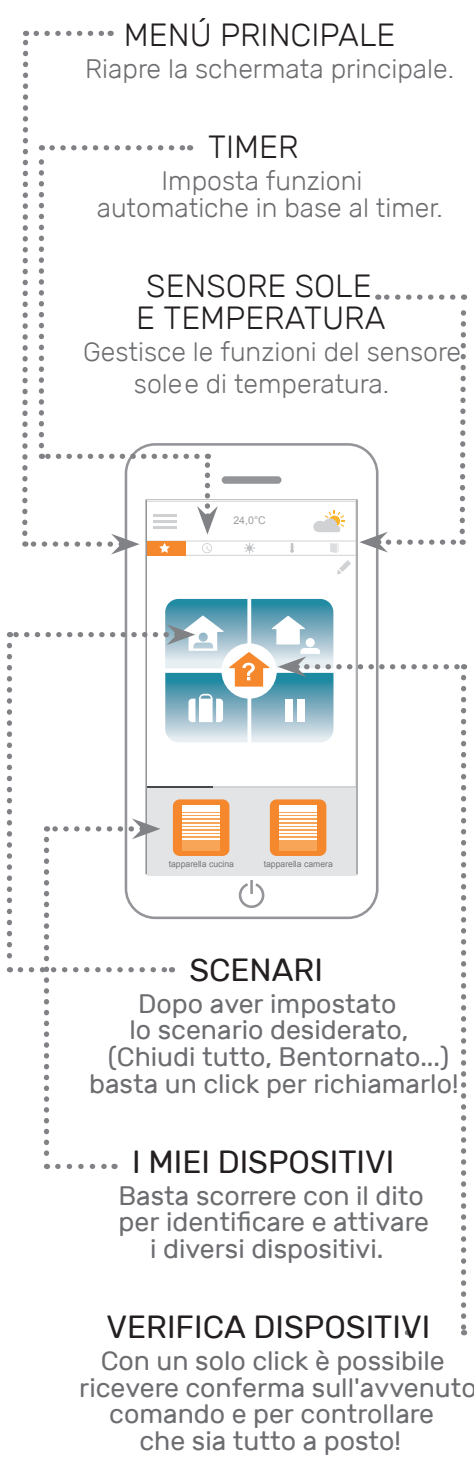 MENÚ PRINCIPALE
Riapre la schermata principale.
TIMER
Imposta funzioni
automatiche in base al timer.
SENSORE SOLE
E TEMPERATURA
Gestisce le funzioni del sensore
sole e di temperatura.
24,0°C
?
tapparella cucina
tapparella camera
SCENARI
Dopo aver impostato
lo scenario desiderato,
(Chiudi tutto, Bentornato...)
basta un click per richiamarlo!
I MIEI DISPOSITIVI
Basta scorrere con il dito
per identificare e attivare
i diversi dispositivi.
VERIFICA DISPOSITIVI
Con un solo click è possibile
ricevere conferma sull'avvenuto
comando e per controllare
che sia tutto a posto!